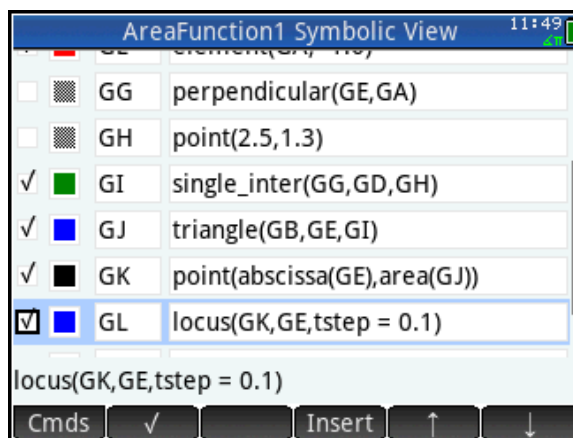 AreaFunction1 Symbolic View 11:49
∡π
GG perpendicular(GE,GA)
GH point(2.5,1.3)
√ GI single_inter(GG,GD,GH)
√ GJ triangle(GB,GE,GI)
√ GK point(abscissa(GE),area(GJ))
√ GL locus(GK,GE,tstep = 0.1)
locus(GK,GE,tstep = 0.1)
Cmds √ Insert ↑ ↓